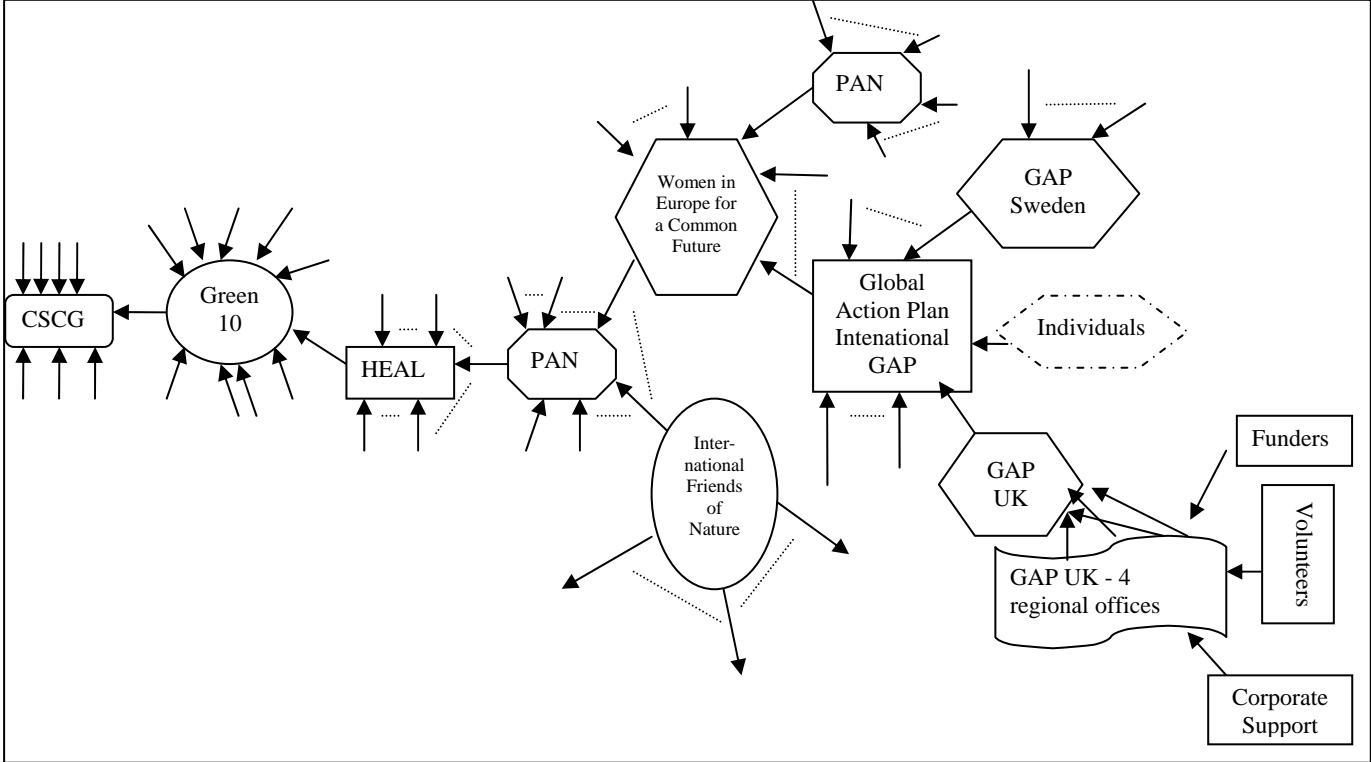 PAN
Women in
Europe for
a Common
Future
GAP
Sweden
Green
10
CSCG
Global
Action Plan
Intenational
GAP
Individuals
HEAL
PAN
Inter-
national
Friends
of
Nature
GAP
UK
Funders
Volunteers
GAP UK - 4
regional offices
Corporate
Support